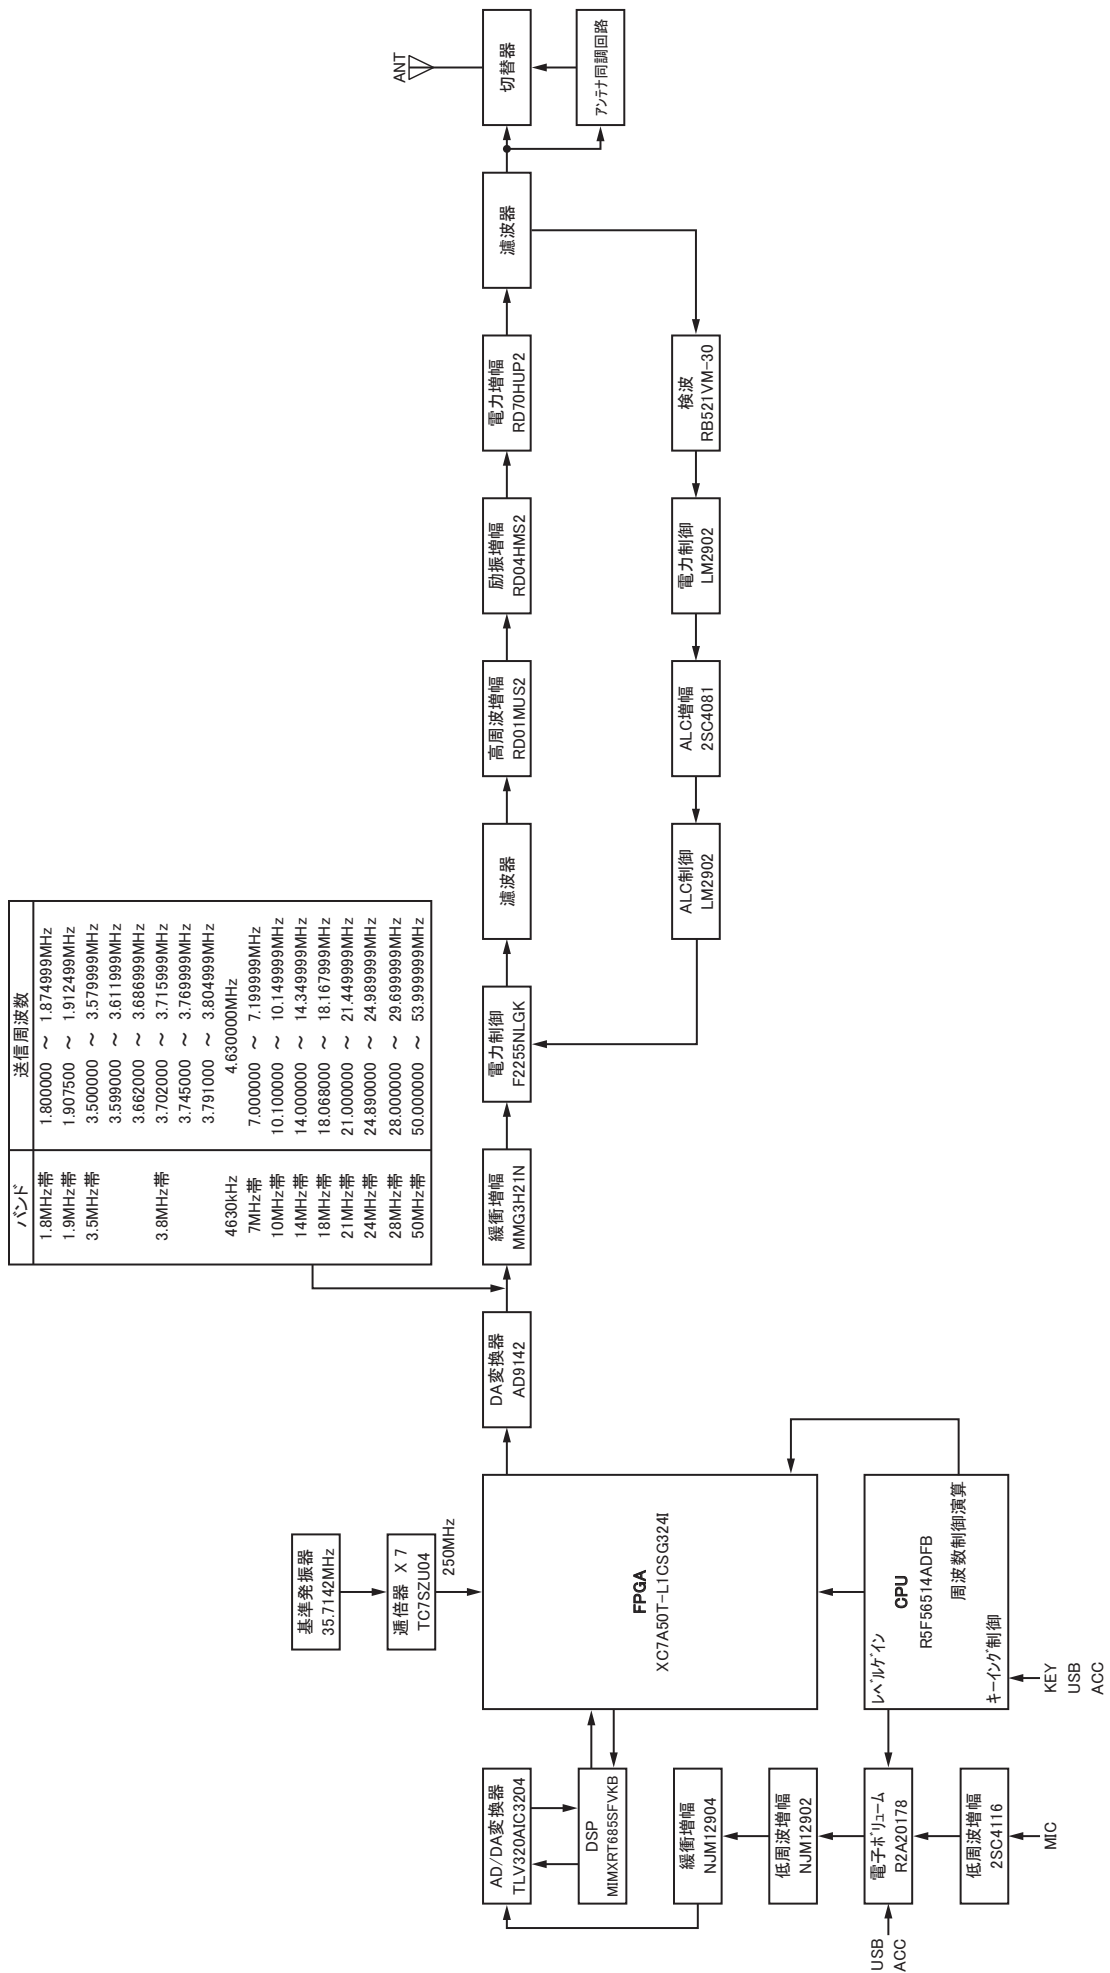 バンド 送信周波数
1.8MHz帯 1.800000 ～ 1.874999MHz
1.9MHz帯 1.907500 ～ 1.912499MHz
3.5MHz帯 3.500000 ～ 3.579999MHz
3.599000 ～ 3.611999MHz
3.662000 ～ 3.686999MHz
3.8MHz帯 3.702000 ～ 3.715999MHz
3.745000 ～ 3.769999MHz
3.791000 ～ 3.804999MHz
4630kHz 4.630000MHz
7MHz帯 7.000000 ～ 7.199999MHz
10MHz帯 10.100000 ～ 10.149999MHz
14MHz帯 14.000000 ～ 14.349999MHz
18MHz帯 18.068000 ～ 18.167999MHz
21MHz帯 21.000000 ～ 21.449999MHz
24MHz帯 24.890000 ～ 24.989999MHz
28MHz帯 28.000000 ～ 29.699999MHz
50MHz帯 50.000000 ～ 53.999999MHz
基準発振器
35.7142MHz
逓倍器 X 7
TC7SZU04
250MHz
AD/DA変換器
TLV320AIC3204
DSP
MIMXRT685SFVKB
FPGA
XC7A50T-L1CSG324I
DA変換器
AD9142
緩衝増幅
MMG3H21N
電力制御
F2255NLGK
濾波器
高周波増幅
RD01MUS2
励振増幅
RD04HMS2
電力増幅
RD70HUP2
濾波器
切替器
ANT
アンテナ同調回路
緩衝増幅
NJM12904
低周波増幅
NJM12902
電子ボリューム
R2A20178
低周波増幅
2SC4116
USB
ACC
MIC
レベルゲイン
CPU
R5F56514ADFB
周波数制御演算
キーイング制御
KEY
USB
ACC
ALC制御
LM2902
ALC増幅
2SC4081
電力制御
LM2902
検波
RB521VM-30